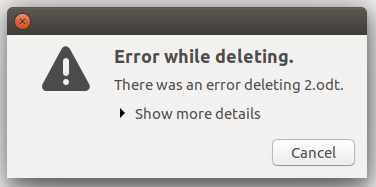 Error while deleting.
There was an error deleting 2.odt.
Show more details
Cancel